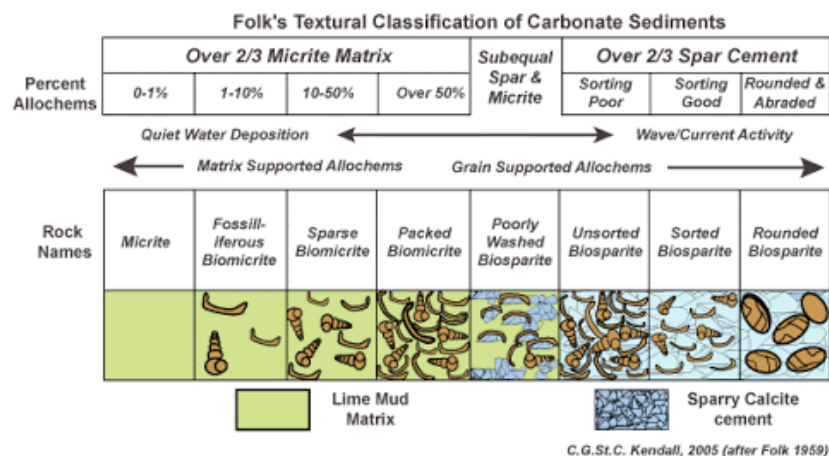 Folk's Textural Classification of Carbonate Sediments
Over 2/3 Micrite Matrix
Subequal
Spar &
Micrite
Over 2/3 Spar Cement
Percent
Allochems
0-1%
1-10%
10-50%
Over 50%
Sorting
Poor
Sorting
Good
Rounded &
Abraded
Quiet Water Deposition
Wave/Current Activity
Matrix Supported Allochems
Grain Supported Allochems
Rock
Names
Micrite
Fossill-
iferous
Biomicrite
Sparse
Biomicrite
Packed
Biomicrite
Poorly
Washed
Biosparite
Unsorted
Biosparite
Sorted
Biosparite
Rounded
Biosparite
Lime Mud
Matrix
Sparry Calcite
cement
C.G.St.C. Kendall, 2005 (after Folk 1959)